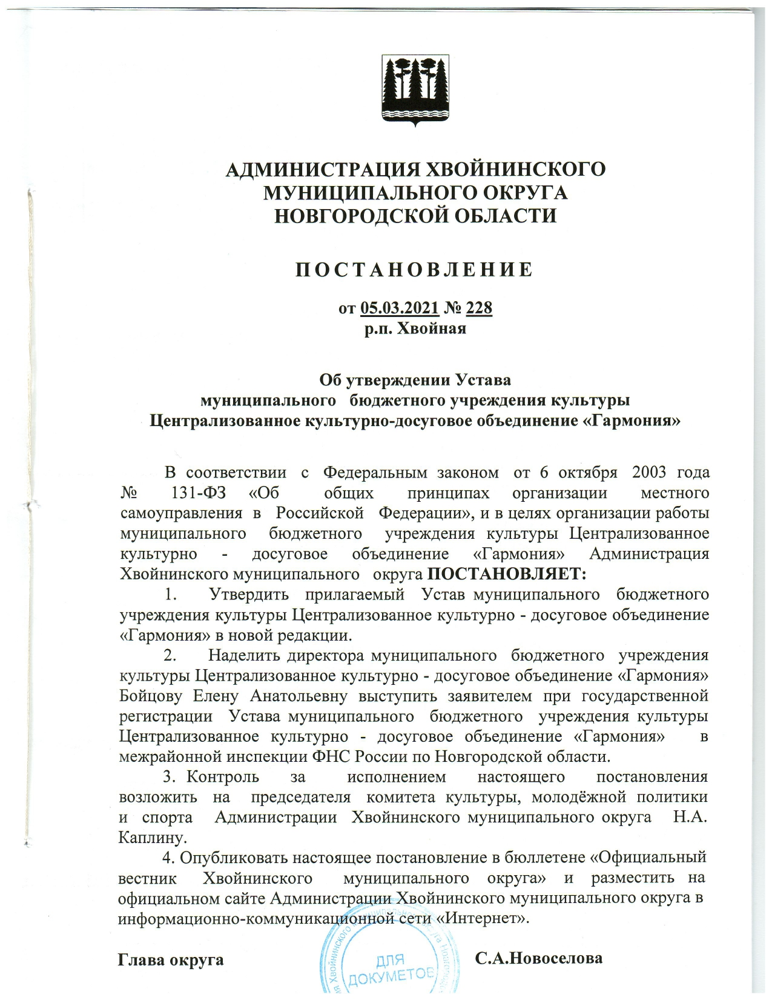 АДМИНИСТРАЦИЯ ХВОЙНИНСКОГО
МУНИЦИПАЛЬНОГО ОКРУГА
НОВГОРОДСКОЙ ОБЛАСТИ
ПОСТАНОВЛЕНИЕ
от 05.03.2021 № 228
р.п. Хвойная
Об утверждении Устава
муниципального бюджетного учреждения культуры
Централизованное культурно-досуговое объединение «Гармония»
В соответствии с Федеральным законом от 6 октября 2003 года
№ 131-ФЗ «Об общих принципах организации местного
самоуправления в Российской Федерации», и в целях организации работы
муниципального бюджетного учреждения культуры Централизованное
культурно - досуговое объединение «Гармония» Администрация
Хвойнинского муниципального округа ПОСТАНОВЛЯЕТ:
1. Утвердить прилагаемый Устав муниципального бюджетного
учреждения культуры Централизованное культурно - досуговое объединение
«Гармония» в новой редакции.
2. Наделить директора муниципального бюджетного учреждения
культуры Централизованное культурно - досуговое объединение «Гармония»
Бойцову Елену Анатольевну выступить заявителем при государственной
регистрации Устава муниципального бюджетного учреждения культуры
Централизованное культурно - досуговое объединение «Гармония» в
межрайонной инспекции ФНС России по Новгородской области.
3. Контроль за исполнением настоящего постановления
возложить на председателя комитета культуры, молодёжной политики
и спорта Администрации Хвойнинского муниципального округа Н.А.
Каплину.
4. Опубликовать настоящее постановление в бюллетене «Официальный
вестник Хвойнинского муниципального округа» и разместить на
официальном сайте Администрации Хвойнинского муниципального округа в
информационно-коммуникационной сети «Интернет».
Глава округа С.А.Новоселова
Хвойнинского муниципального
ДЛЯ
ДОКУМЕТОВ